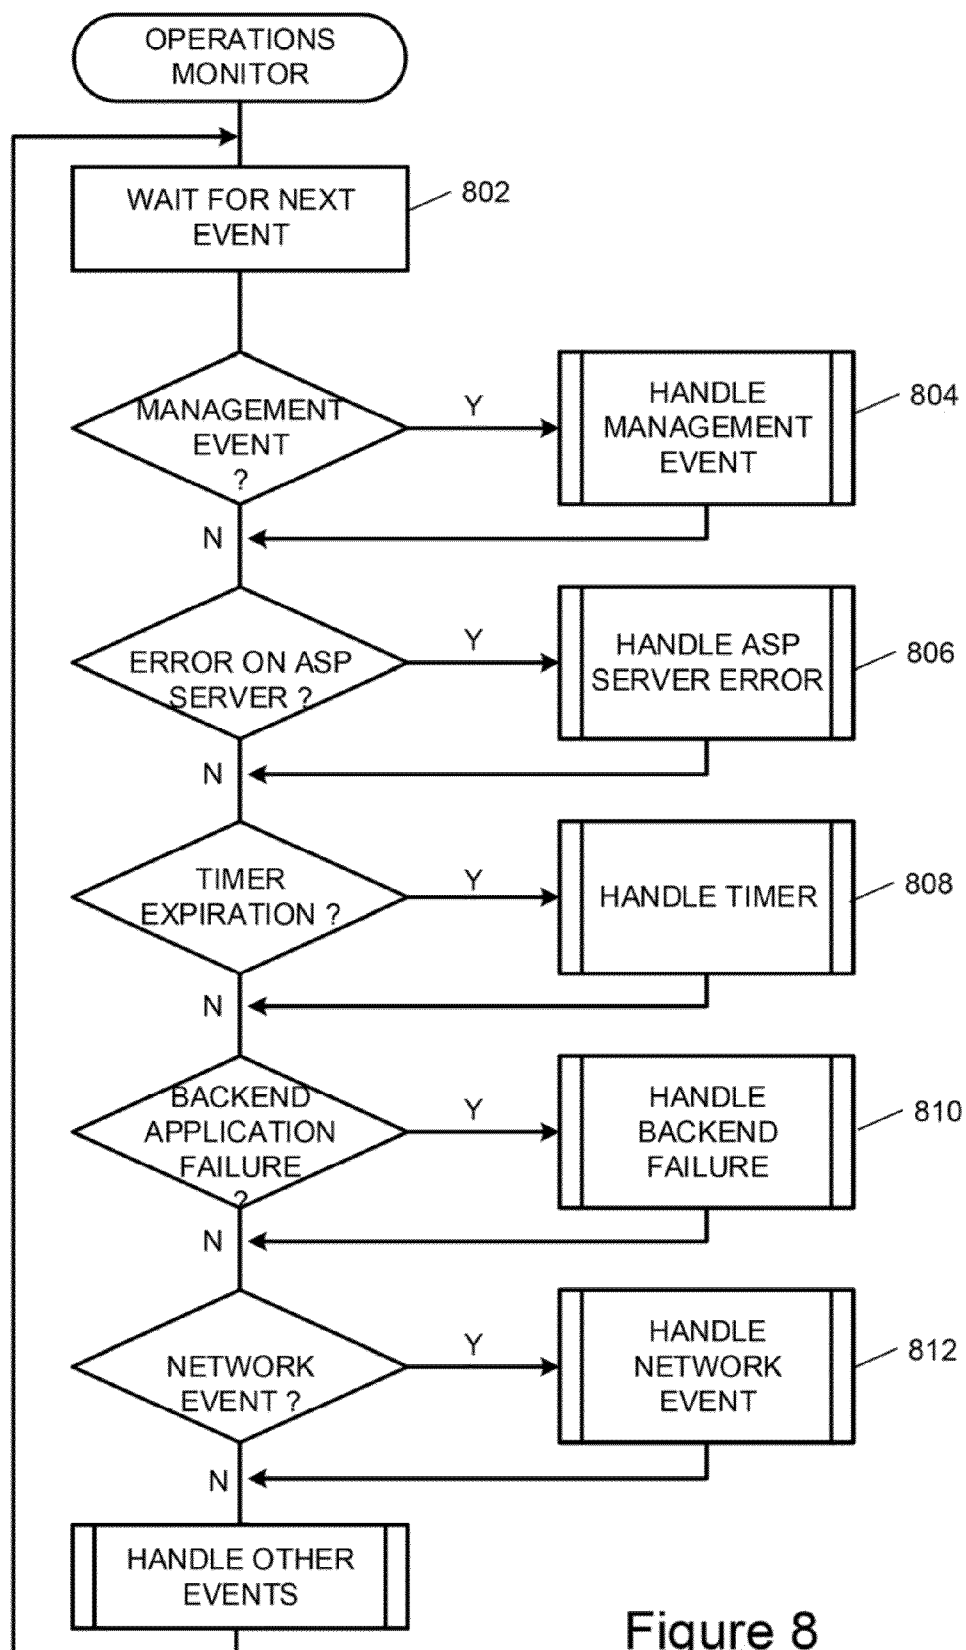 OPERATIONS
MONITOR
WAIT FOR NEXT
EVENT
802
MANAGEMENT
EVENT
?
Y
HANDLE
MANAGEMENT
EVENT
804
N
ERROR ON ASP
SERVER ?
Y
HANDLE ASP
SERVER ERROR
806
N
TIMER
EXPIRATION ?
Y
HANDLE TIMER
808
N
BACKEND
APPLICATION
FAILURE
?
Y
HANDLE
BACKEND
FAILURE
810
N
NETWORK
EVENT ?
Y
HANDLE
NETWORK
EVENT
812
N
HANDLE OTHER
EVENTS
Figure 8